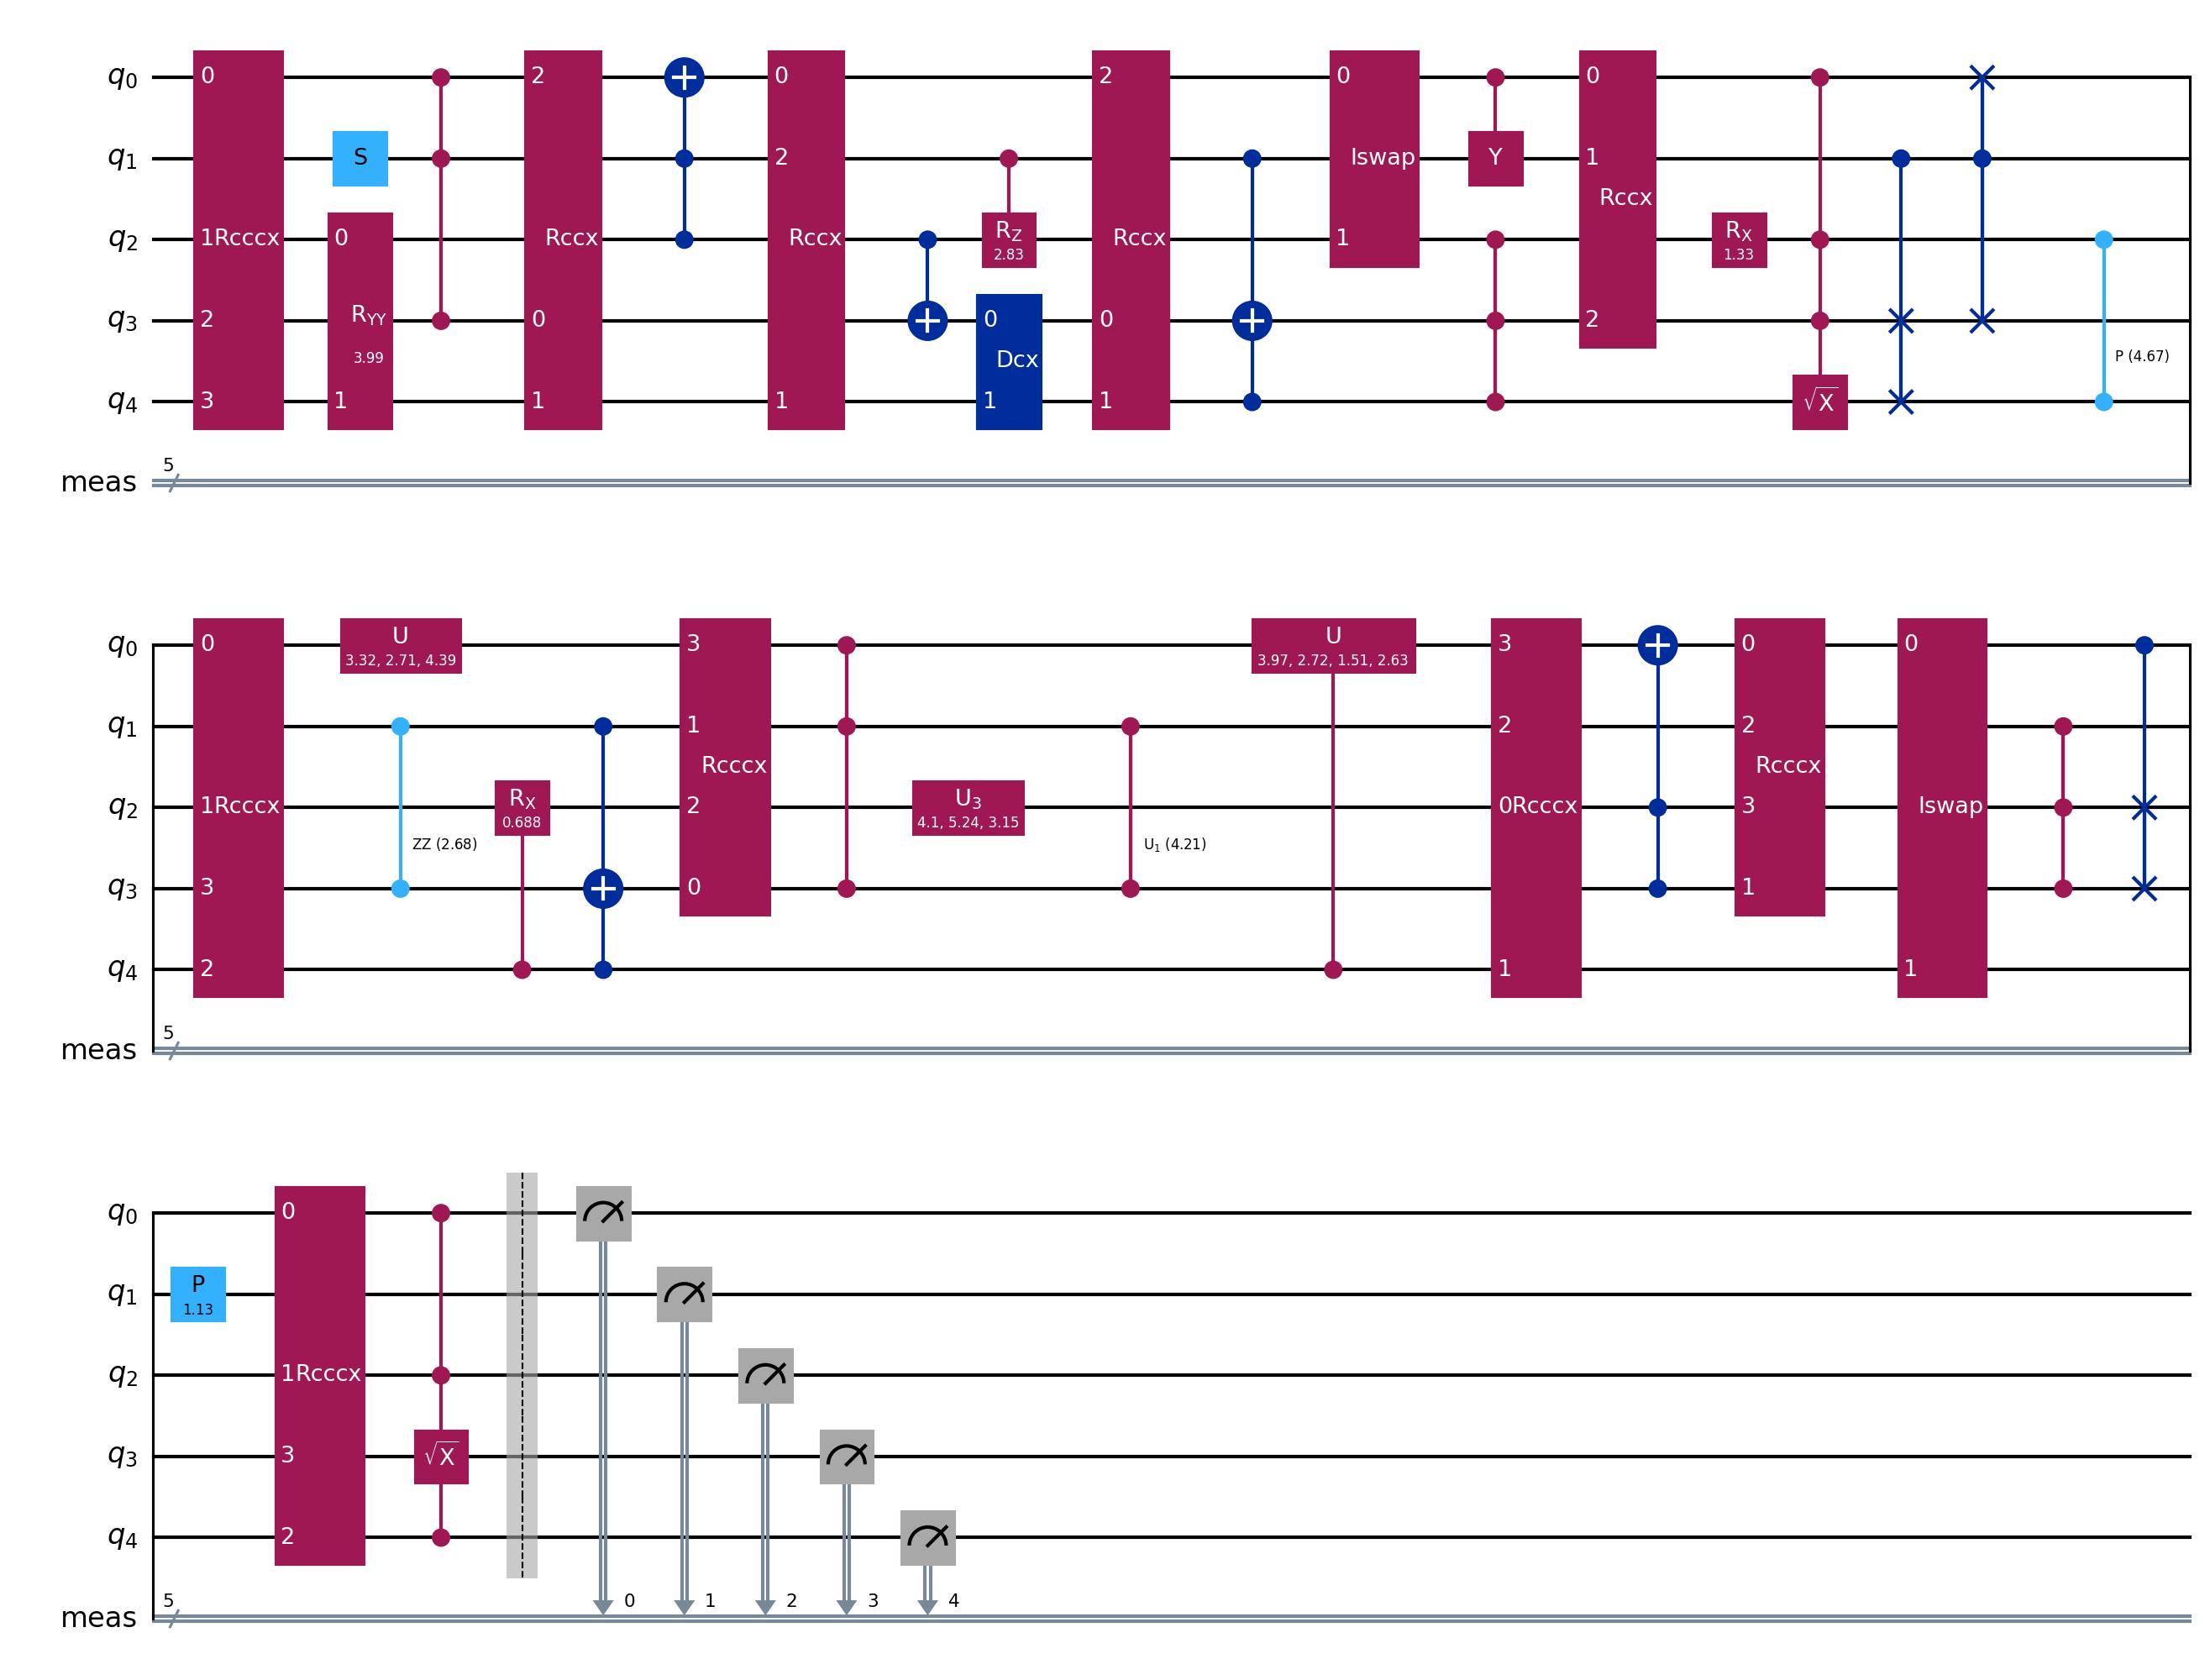 q0 0 2 0 2 0 0
S 2 Iswap Y 1
q1
1Rcccx 0 Rccx Rccx RZ 2.83 Rccx 1 Rccx RX 1.33
q2
2 RYY 3.99 0 0 0 2
q3
Dcx P (4.67)
3 1 1 1 1 1 √X
q4
5
meas
q0 0 U 3.32, 2.71, 4.39 3 U 3.97, 2.72, 1.51, 2.63 3 0 0
q1 1 2 2
Rcccx Rcccx
q2 1Rcccx RX 0.688 2 U3 4.1, 5.24, 3.15 0Rcccx 3 Iswap
ZZ (2.68) U1 (4.21)
q3 3 0 1
q4 2 1 1
5
meas
q0 0
q1 P 1.13
q2 1Rcccx
q3 3 √X
q4 2
5 0 1 2 3 4
meas